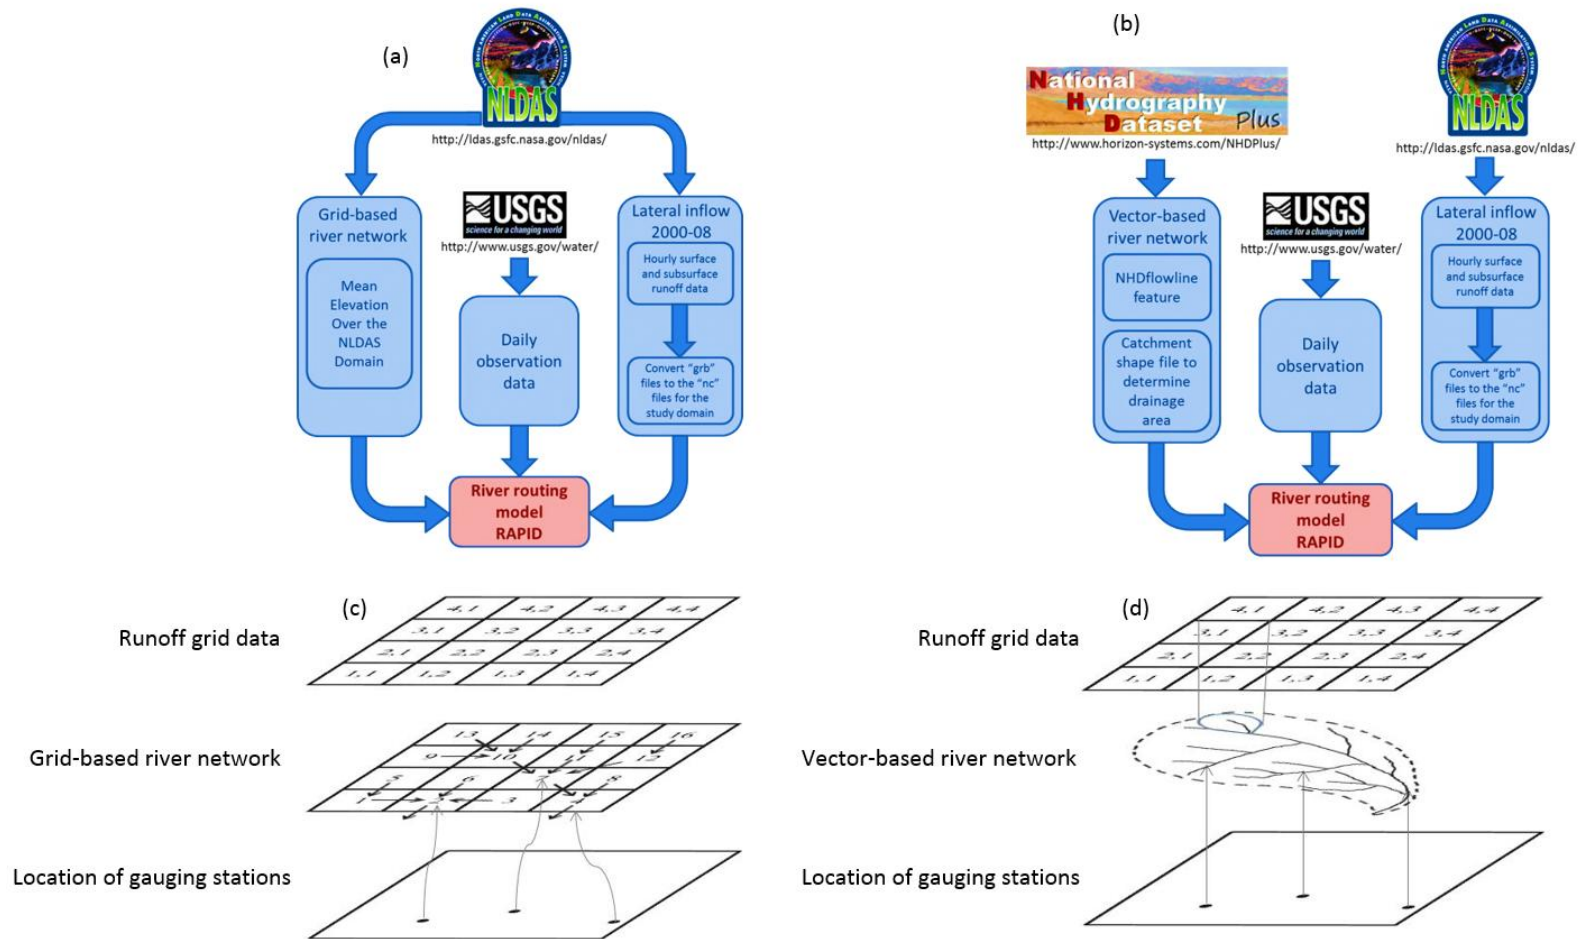 (a)
NLDAS
http://ldas.gsfc.nasa.gov/nldas/
Grid-based
river network
Mean
Elevation
Over the
NLDAS
Domain
USGS
science for a changing world
http://www.usgs.gov/water/
Daily
observation
data
Lateral inflow
2000-08
Hourly surface
and subsurface
runoff data
Convert “grb”
files to the “nc”
files for the
study domain
River routing
model
RAPID
(b)
National
Hydrography
Dataset Plus
http://www.horizon-systems.com/NHDPlus/
NLDAS
http://ldas.gsfc.nasa.gov/nldas/
Vector-based
river network
NHDflowline
feature
Catchment
shape file to
determine
drainage
area
USGS
science for a changing world
http://www.usgs.gov/water/
Daily
observation
data
Lateral inflow
2000-08
Hourly surface
and subsurface
runoff data
Convert “grb”
files to the “nc”
files for the
study domain
River routing
model
RAPID
(c)
Runoff grid data
4,1 4,2 4,3 4,4
3,1 3,2 3,3 3,4
2,1 2,2 2,3 2,4
1,1 1,2 1,3 1,4
Grid-based river network
13 14 15 16
9 10 11 12
5 6 7 8
1 2 3 4
Location of gauging stations
(d)
Runoff grid data
4,1 4,2 4,3 4,4
3,1 3,2 3,3 3,4
2,1 2,2 2,3 2,4
1,1 1,2 1,3 1,4
Vector-based river network
Location of gauging stations